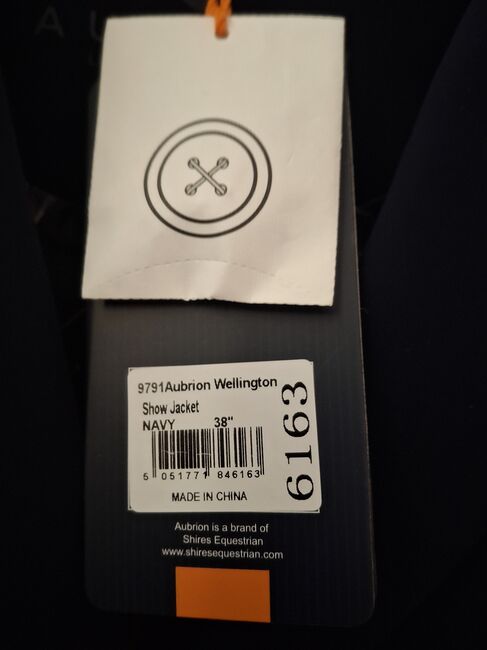 A U
9791Aubrion Wellington
Show Jacket
NAVY 38"
6163
5 051771 846163
MADE IN CHINA
Aubrion is a brand of
Shires Equestrian
www.shiresequestrian.com